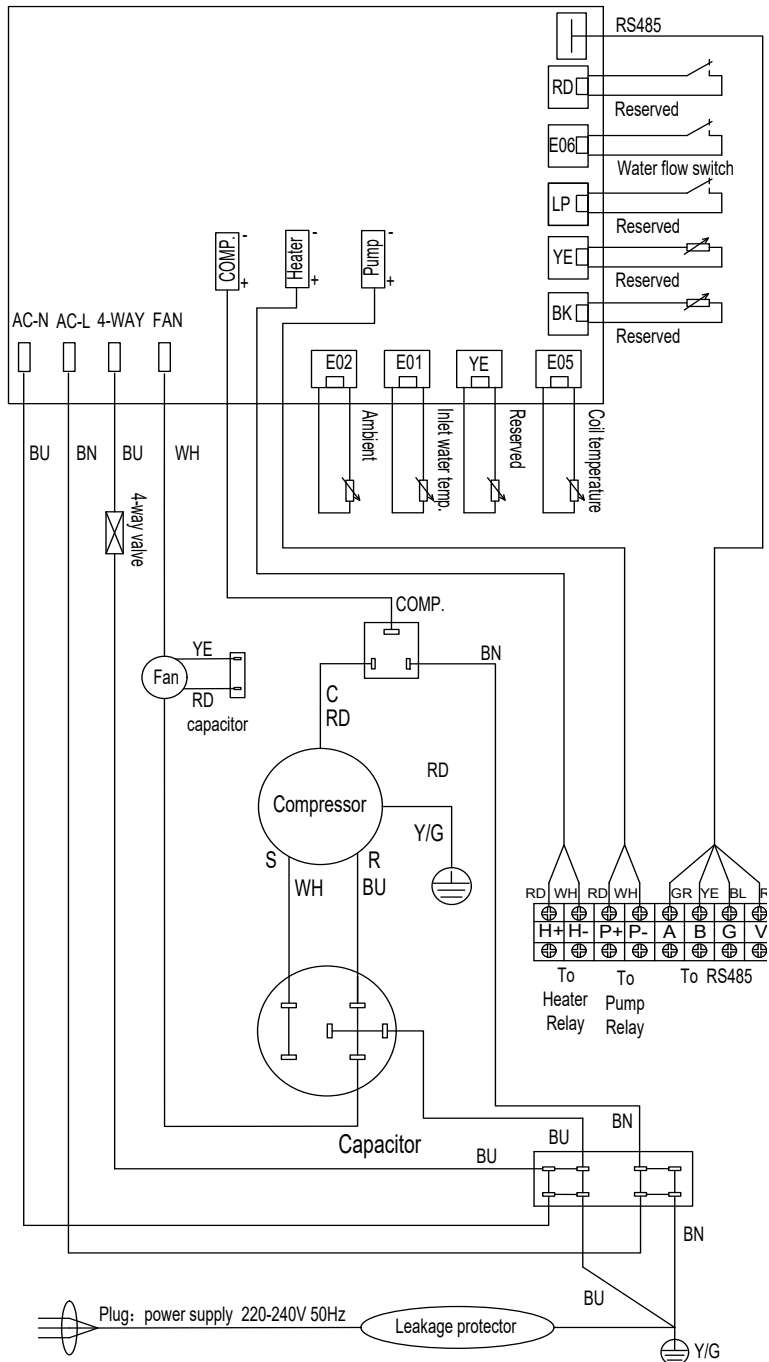 RS485
RD
Reserved
E06
Water flow switch
LP
Reserved
YE
Reserved
BK
Reserved
COMP.
-
+
Heater
-
+
Pump
-
+
AC-N AC-L 4-WAY FAN
E02
Ambient
E01
Inlet water temp.
YE
Reserved
E05
Coil temperature
BU
BN
BU
WH
4-way valve
COMP.
BN
Fan
YE
RD
capacitor
C
RD
Compressor
RD
Y/G
S
WH
R
BU
RD WH RD WH GR YE BL R
H+ H- P+ P- A B G V
To
Heater
Relay
To
Pump
Relay
To RS485
Capacitor
BU
BU
BN
BN
BU
Plug: power supply 220-240V 50Hz
Leakage protector
Y/G